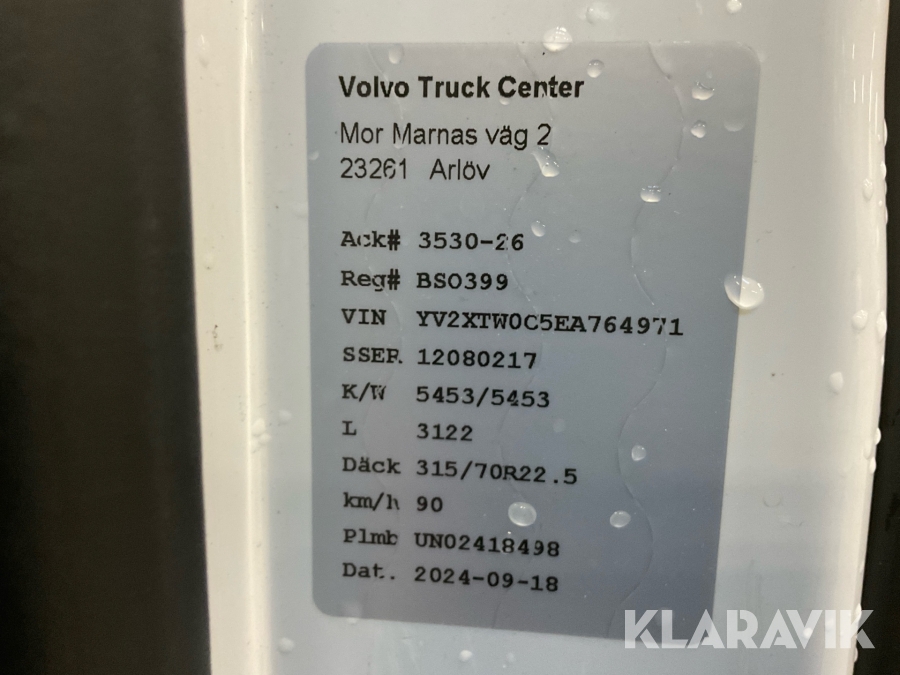 Volvo Truck Center
Mor Marnas väg 2
23261 Arlöv
Ack# 3530-26
Reg# BSO399
VIN YV2XTW0C5EA764971
SSER. 12080217
K/W 5453/5453
L 3122
Däck 315/70R22.5
km/h 90
Plmb UN02418498
Dat. 2024-09-18
KLARAVIK